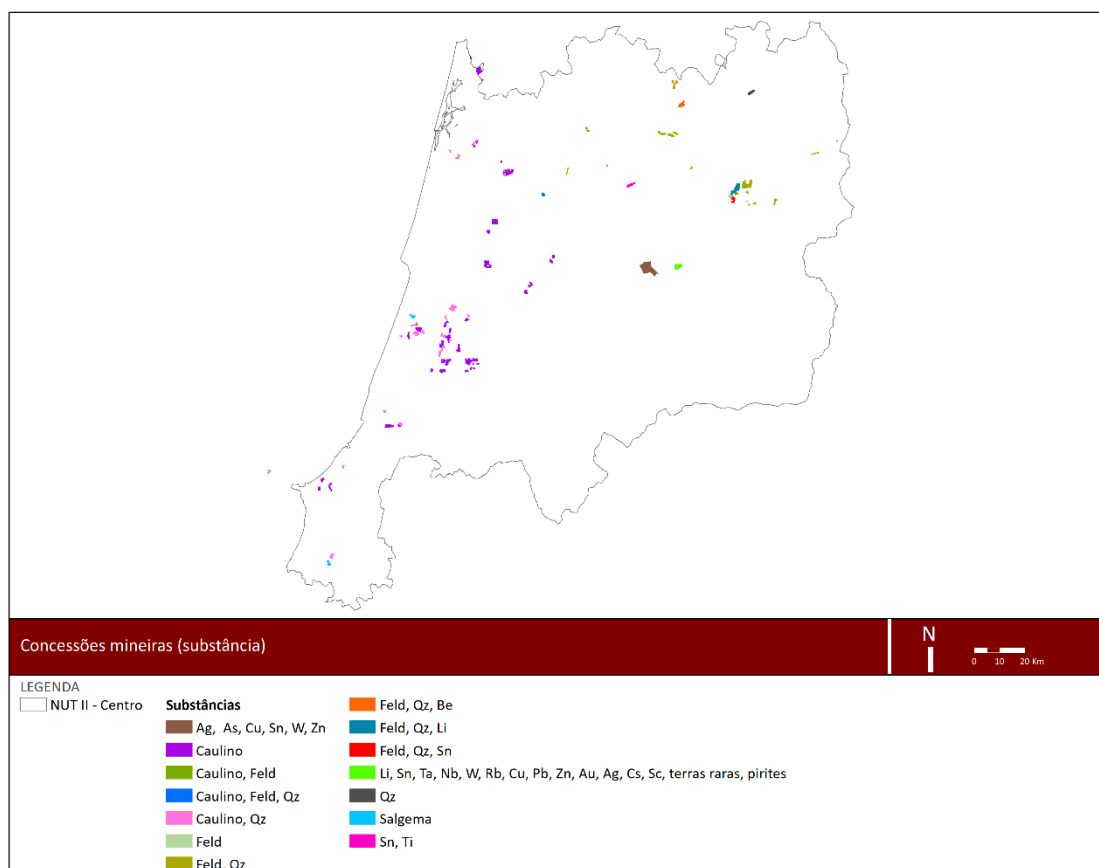 Concessões mineiras (substância)
N
0 10 20 Km
LEGENDA
NUT II - Centro
Substâncias
Ag, As, Cu, Sn, W, Zn
Caulino
Caulino, Feld
Caulino, Feld, Qz
Caulino, Qz
Feld
Feld, Qz
Feld, Qz, Be
Feld, Qz, Li
Feld, Qz, Sn
Li, Sn, Ta, Nb, W, Rb, Cu, Pb, Zn, Au, Ag, Cs, Sc, terras raras, pirites
Qz
Salgema
Sn, Ti